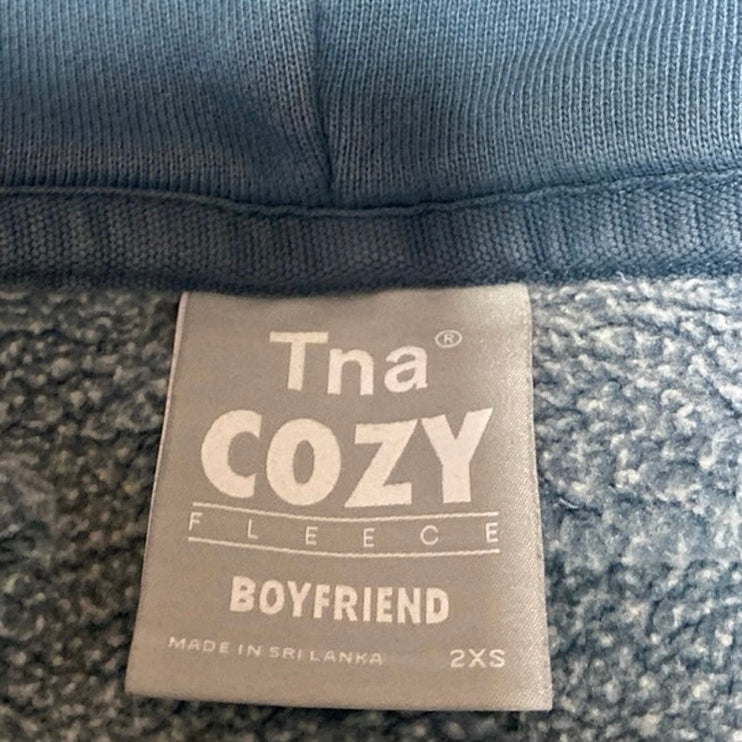 Tna®
COZY
FLEECE
BOYFRIEND
MADE IN SRI LANKA 2XS